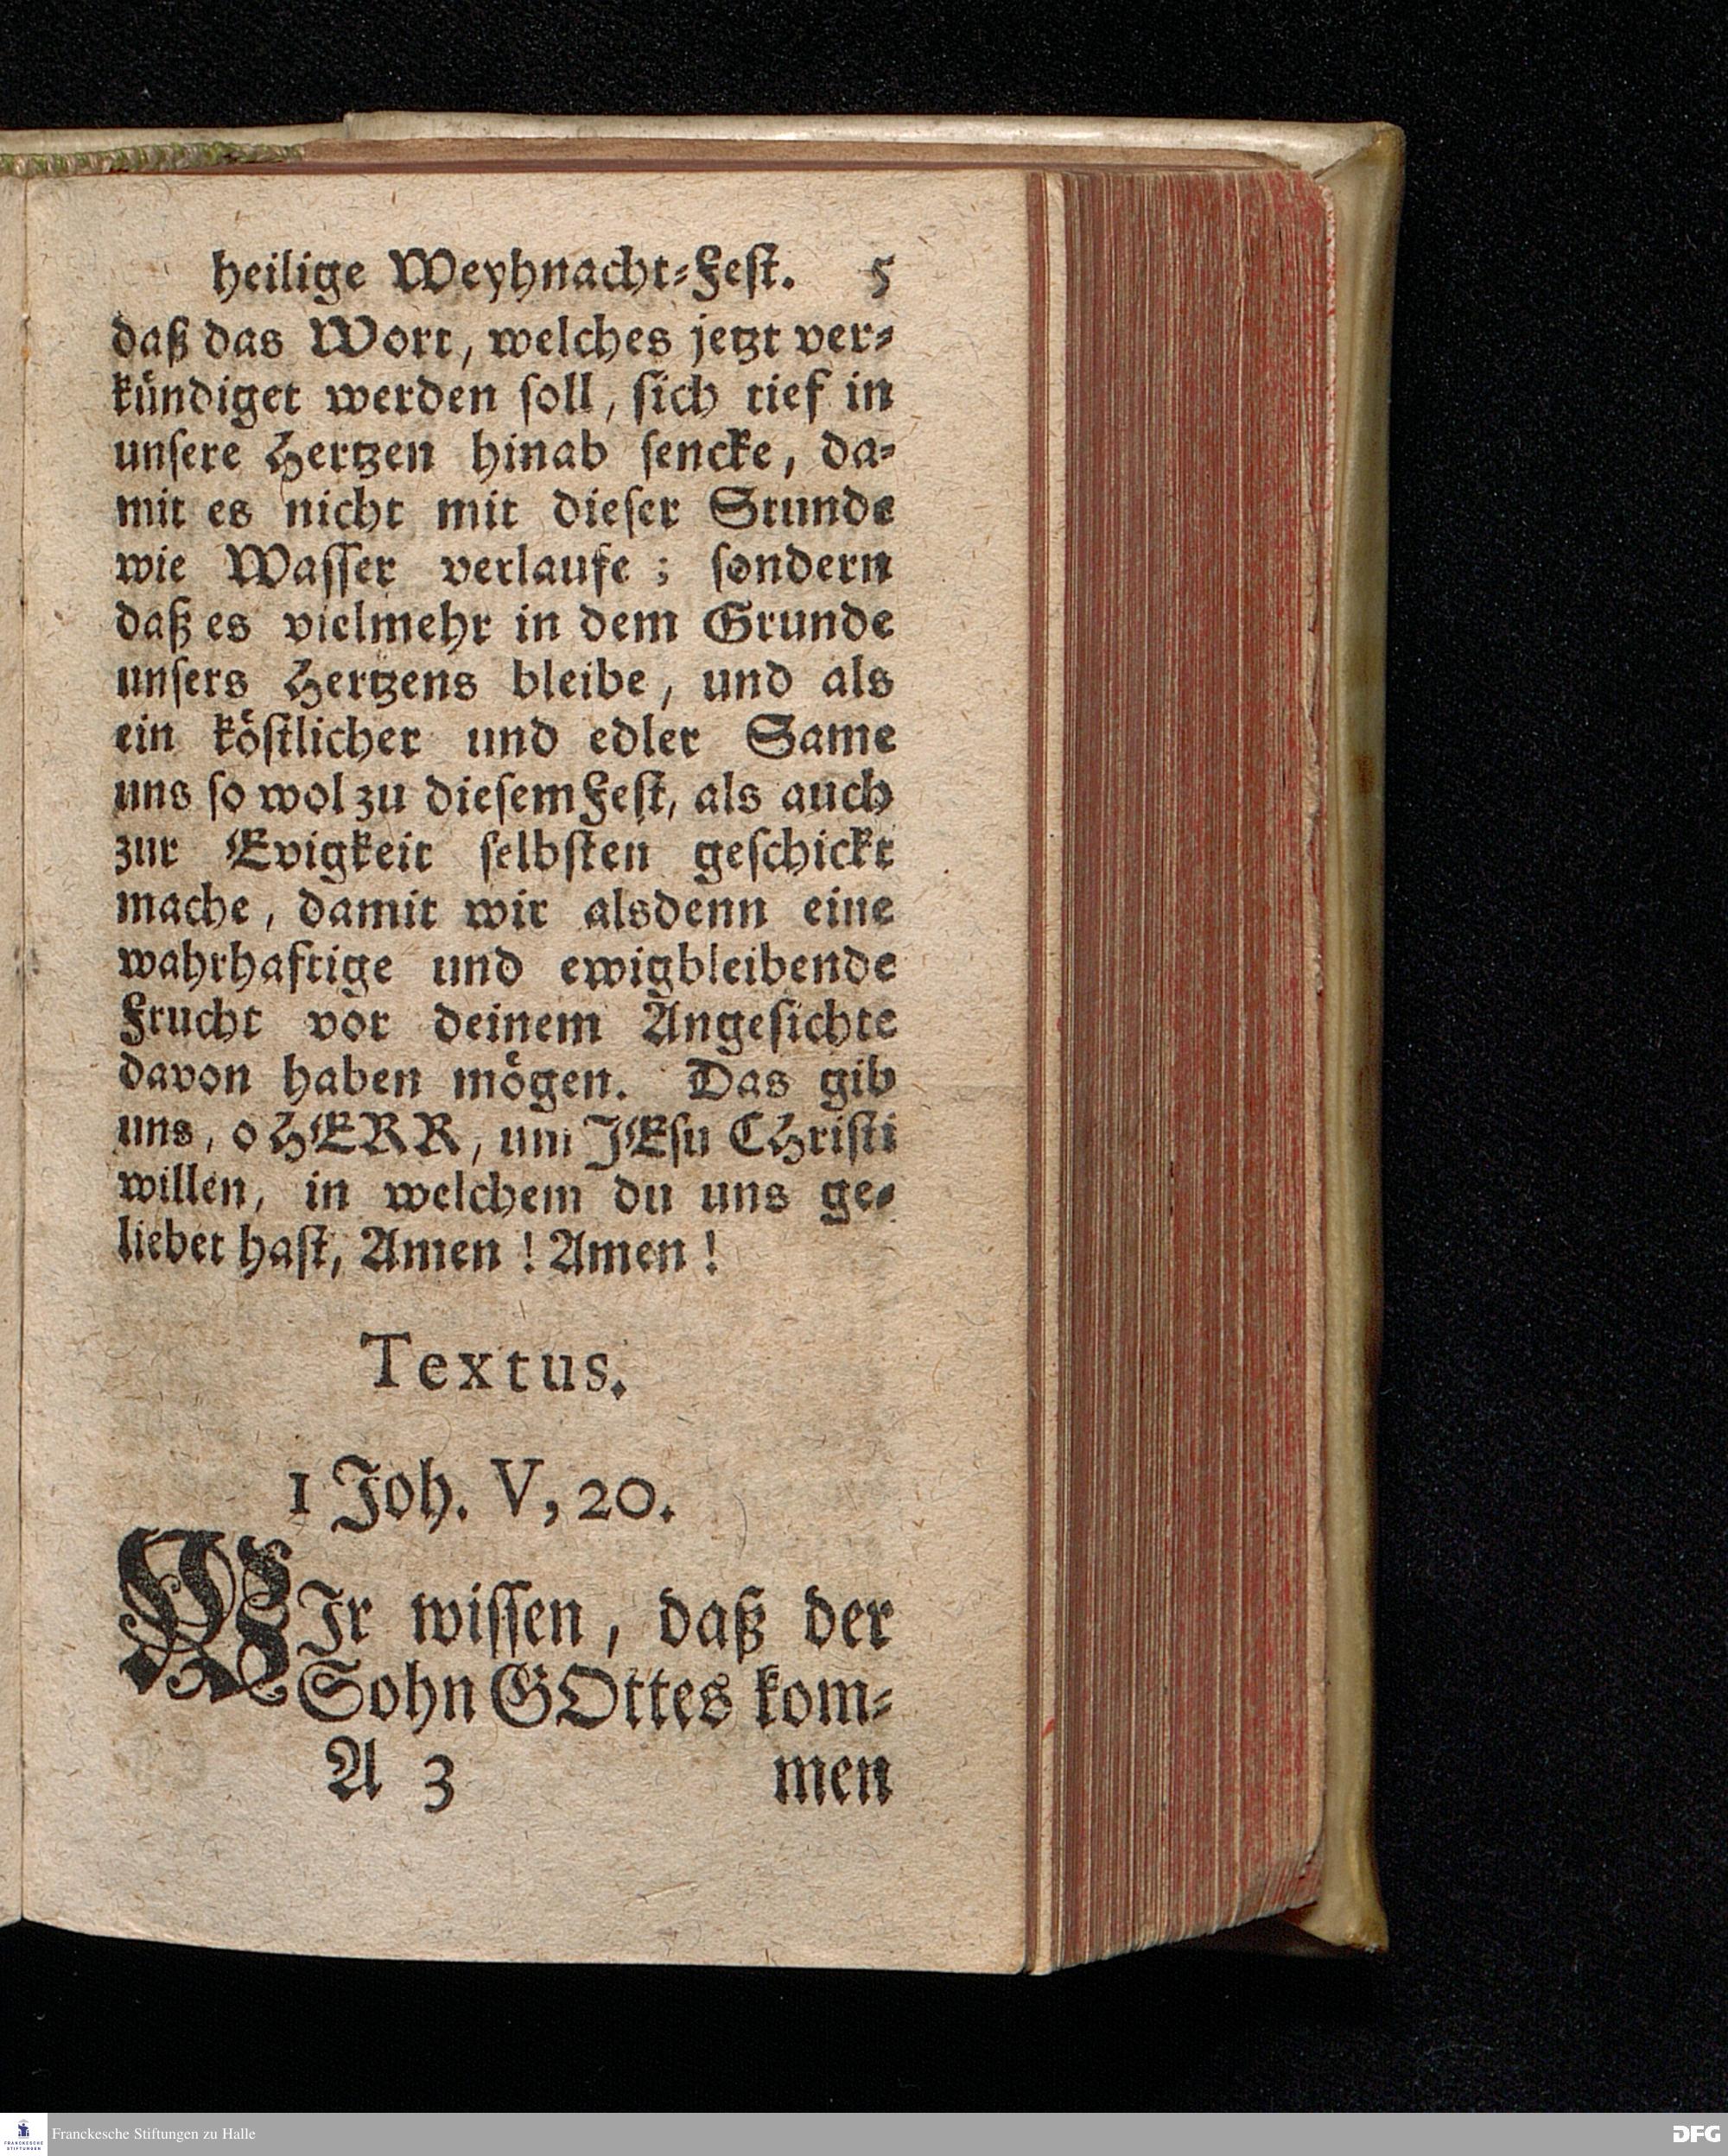 heilige Weyhnacht-Fest. 5
daß das Wort, welches jetzt ver-
kündiget werden soll, sich tief in
unsere Hertzen hinab sencke, da-
mit es nicht mit dieser Stunde
wie Wasser verlaufe; sondern
daß es vielmehr in dem Grunde
unsers Hertzens bleibe, und als
ein köstlicher und edler Same
uns so wol zu diesem Fest, als auch
zur Evigkeit selbsten geschickt
mache, damit wir alsdenn eine
wahrhaftige und ewigbleibende
Frucht vor deinem Angesichte
davon haben mögen. Das gib
uns, o HERR, um JEsu CHristi
willen, in welchem du uns ge-
liebet hast, Amen! Amen!
Textus.
1 Joh. V, 20.
WIr wissen, daß der
Sohn GOttes kom-
A 3 men
FRANCKESCHE
STIFTUNGEN
Franckesche Stiftungen zu Halle
DFG